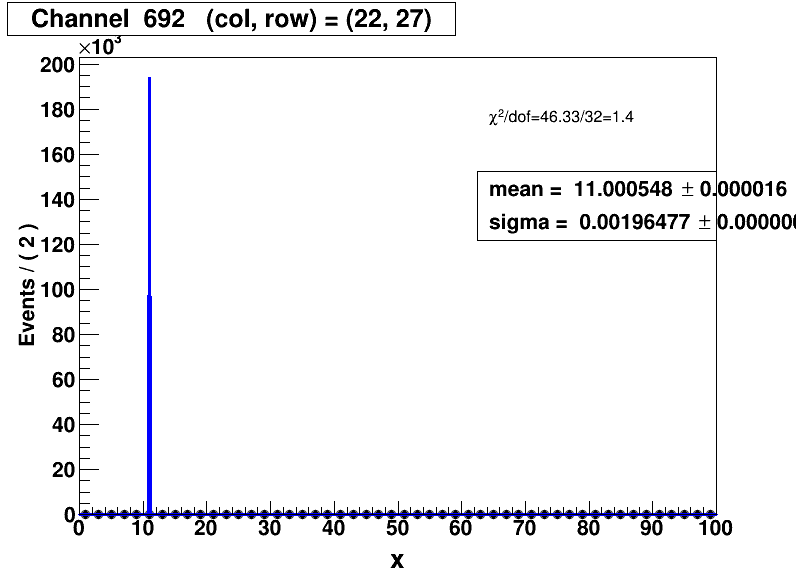 Channel 692 (col, row) = (22, 27)
×10³
200
180
160
140
120
100
80
60
40
20
0
Events / ( 2 )
χ²/dof=46.33/32=1.4
mean = 11.000548 ± 0.000016
sigma = 0.00196477 ± 0.000000
0 10 20 30 40 50 60 70 80 90 100
x